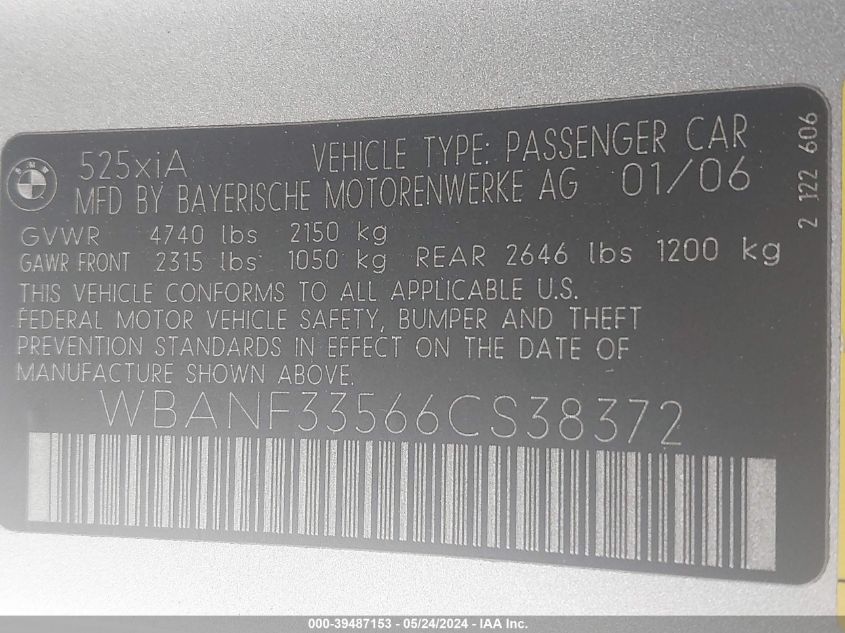 BMW
525xiA VEHICLE TYPE: PASSENGER CAR
MFD BY BAYERISCHE MOTORENWERKE AG 01/06
GVWR 4740 lbs 2150 kg
GAWR FRONT 2315 lbs 1050 kg REAR 2646 lbs 1200 kg
THIS VEHICLE CONFORMS TO ALL APPLICABLE U.S.
FEDERAL MOTOR VEHICLE SAFETY, BUMPER AND THEFT
PREVENTION STANDARDS IN EFFECT ON THE DATE OF
MANUFACTURE SHOWN ABOVE.
WBANF33566CS38372
2 122 606
000-39487153 - 05/24/2024 - IAA Inc.